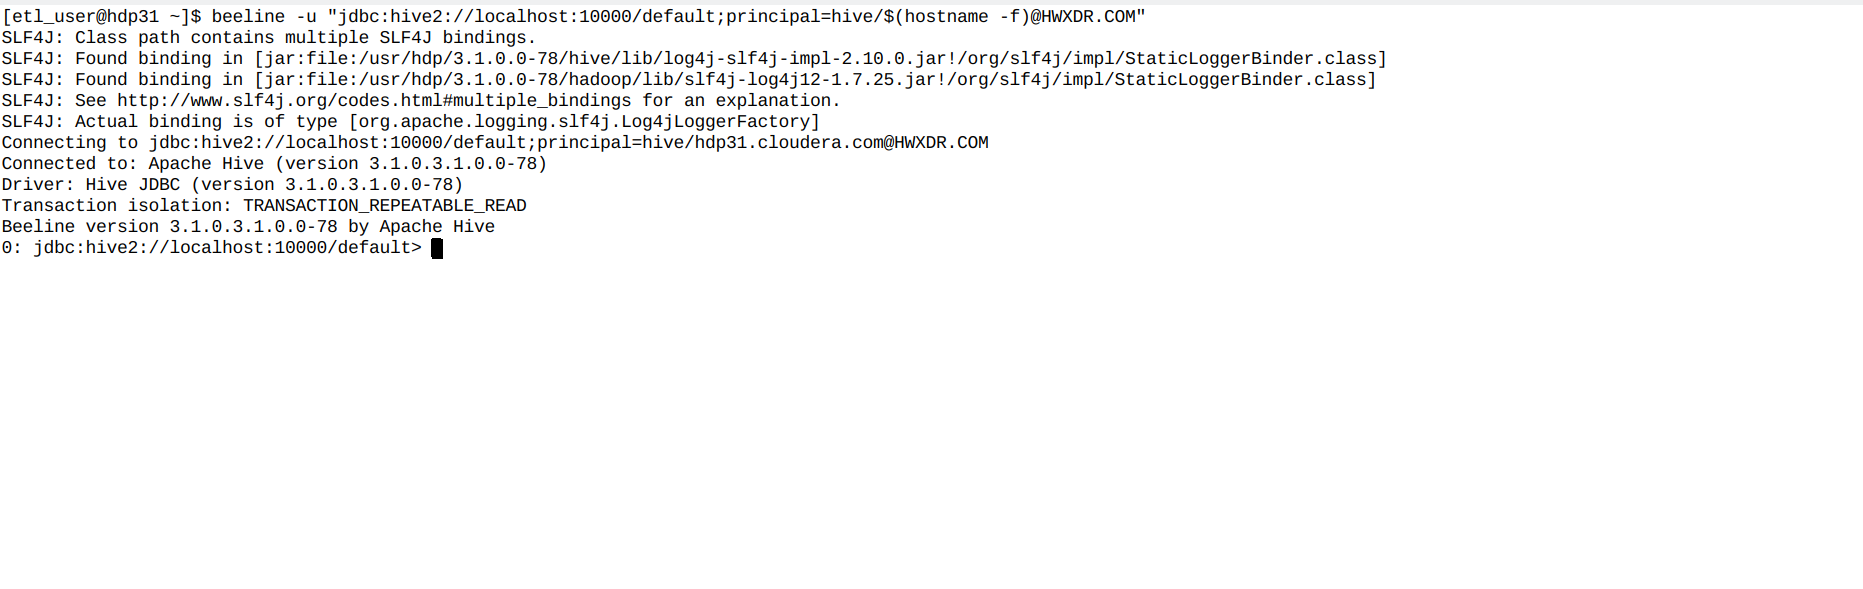 [etl_user@hdp31 ~]$ beeline -u "jdbc:hive2://localhost:10000/default;principal=hive/$(hostname -f)@HWXDR.COM"
SLF4J: Class path contains multiple SLF4J bindings.
SLF4J: Found binding in [jar:file:/usr/hdp/3.1.0.0-78/hive/lib/log4j-slf4j-impl-2.10.0.jar!/org/slf4j/impl/StaticLoggerBinder.class]
SLF4J: Found binding in [jar:file:/usr/hdp/3.1.0.0-78/hadoop/lib/slf4j-log4j12-1.7.25.jar!/org/slf4j/impl/StaticLoggerBinder.class]
SLF4J: See http://www.slf4j.org/codes.html#multiple_bindings for an explanation.
SLF4J: Actual binding is of type [org.apache.logging.slf4j.Log4jLoggerFactory]
Connecting to jdbc:hive2://localhost:10000/default;principal=hive/hdp31.cloudera.com@HWXDR.COM
Connected to: Apache Hive (version 3.1.0.3.1.0.0-78)
Driver: Hive JDBC (version 3.1.0.3.1.0.0-78)
Transaction isolation: TRANSACTION_REPEATABLE_READ
Beeline version 3.1.0.3.1.0.0-78 by Apache Hive
0: jdbc:hive2://localhost:10000/default>